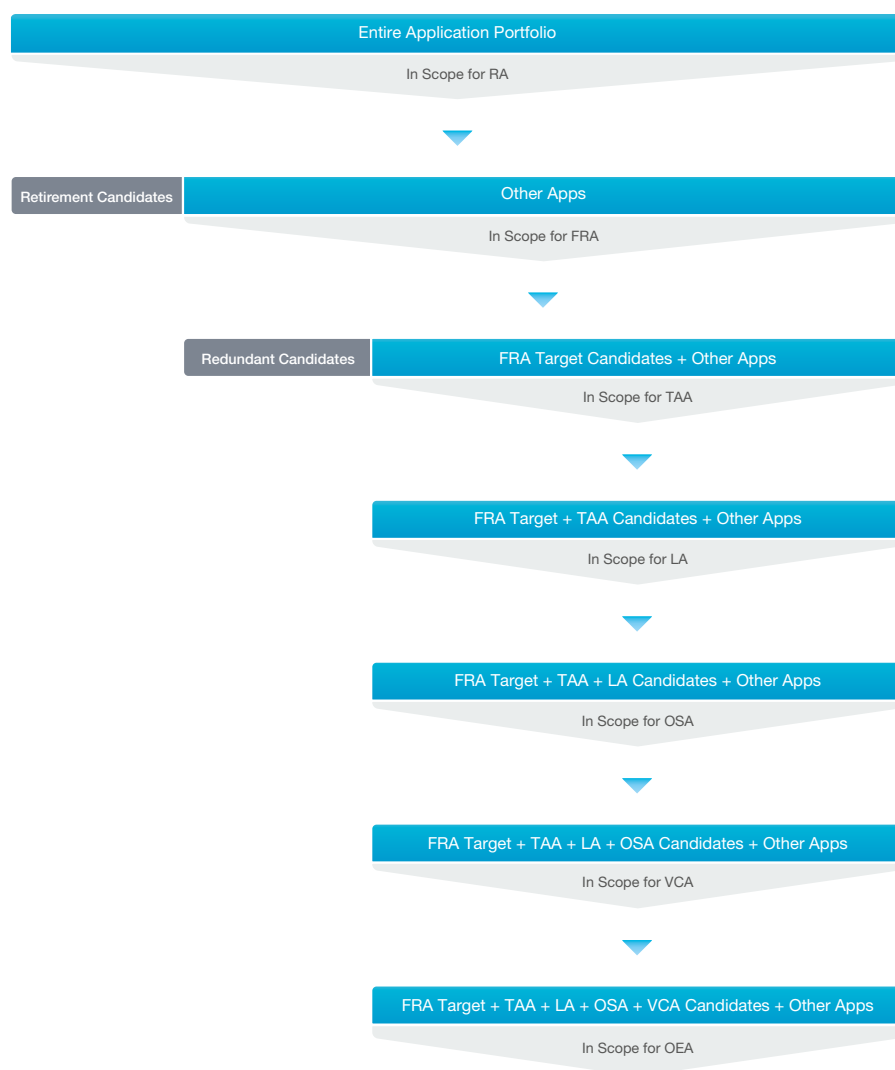 Entire Application Portfolio
In Scope for RA
Retirement Candidates
Other Apps
In Scope for FRA
Redundant Candidates
FRA Target Candidates + Other Apps
In Scope for TAA
FRA Target + TAA Candidates + Other Apps
In Scope for LA
FRA Target + TAA + LA Candidates + Other Apps
In Scope for OSA
FRA Target + TAA + LA + OSA Candidates + Other Apps
In Scope for VCA
FRA Target + TAA + LA + OSA + VCA Candidates + Other Apps
In Scope for OEA